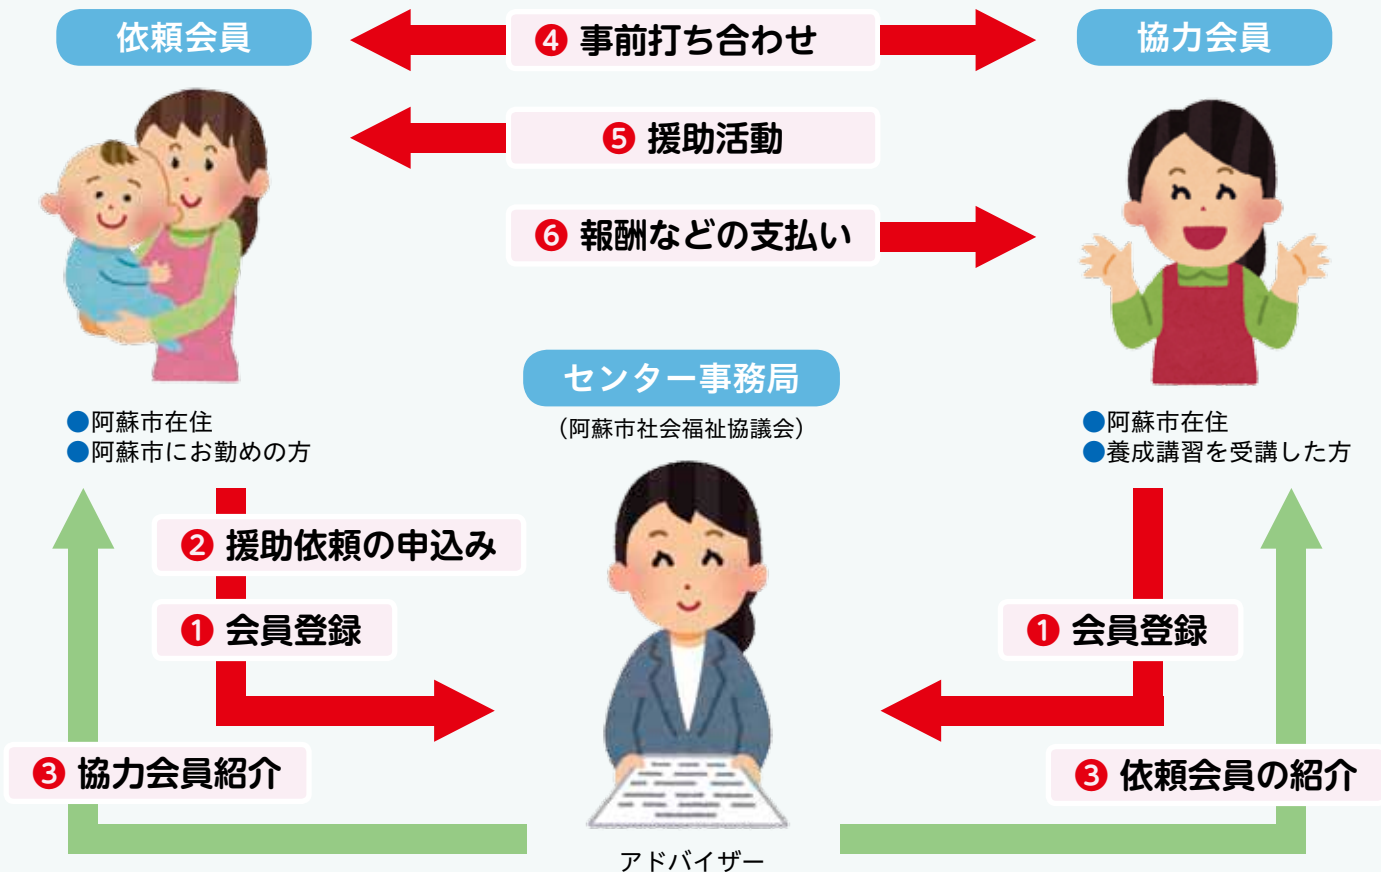 依頼会員
❹ 事前打ち合わせ
協力会員
❺ 援助活動
❻ 報酬などの支払い
センター事務局
（阿蘇市社会福祉協議会）
●阿蘇市在住
●阿蘇市にお勤めの方
●阿蘇市在住
●養成講習を受講した方
❷ 援助依頼の申込み
❶ 会員登録
❶ 会員登録
❸ 協力会員紹介
❸ 依頼会員の紹介
アドバイザー